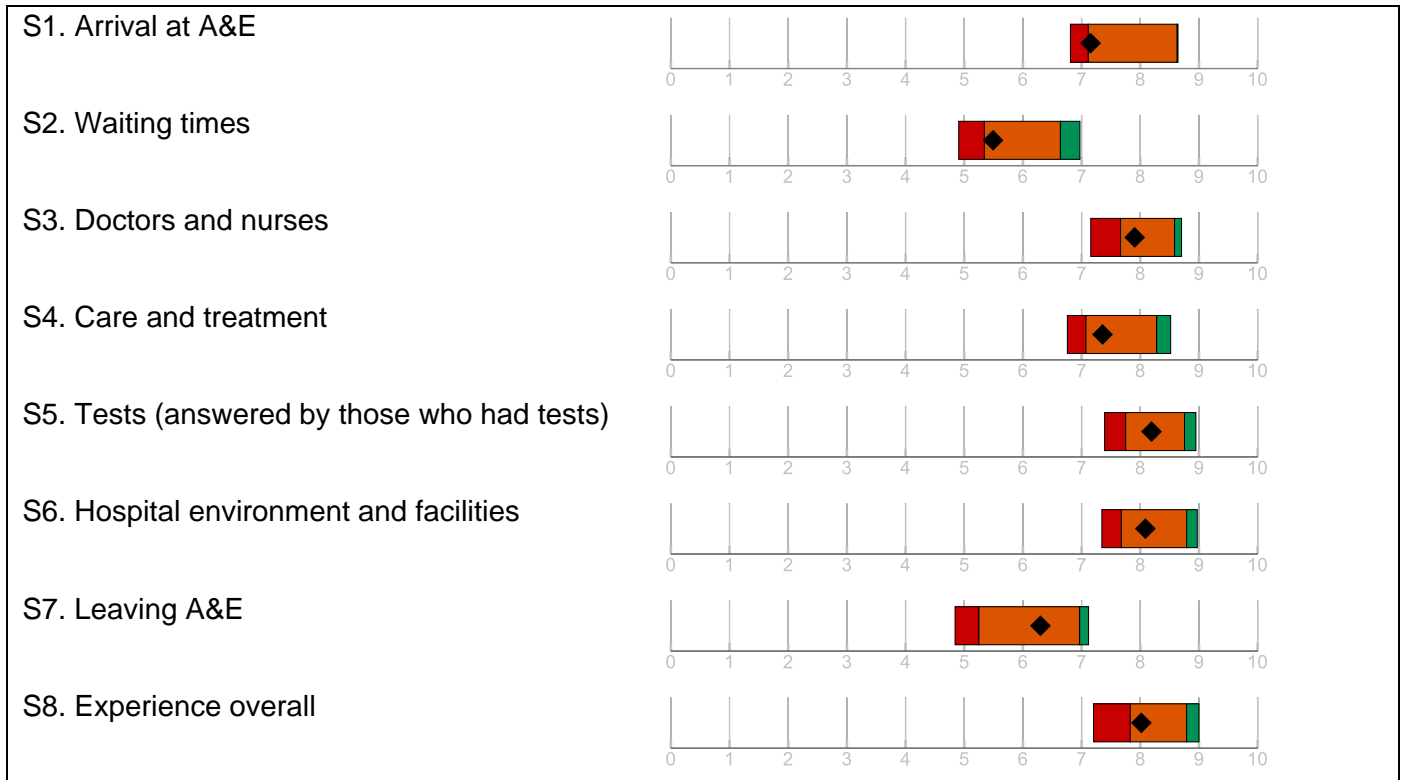 S1. Arrival at A&E
0 1 2 3 4 5 6 7 8 9 10
S2. Waiting times
0 1 2 3 4 5 6 7 8 9 10
S3. Doctors and nurses
0 1 2 3 4 5 6 7 8 9 10
S4. Care and treatment
0 1 2 3 4 5 6 7 8 9 10
S5. Tests (answered by those who had tests)
0 1 2 3 4 5 6 7 8 9 10
S6. Hospital environment and facilities
0 1 2 3 4 5 6 7 8 9 10
S7. Leaving A&E
0 1 2 3 4 5 6 7 8 9 10
S8. Experience overall
0 1 2 3 4 5 6 7 8 9 10